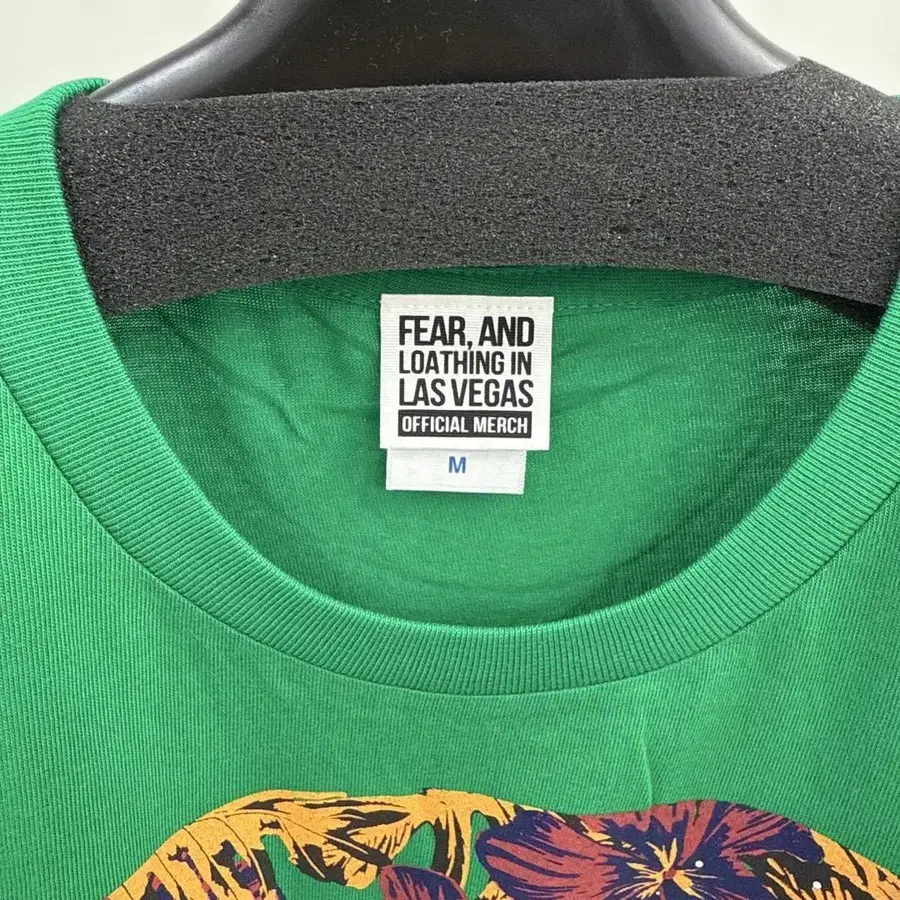 FEAR, AND
LOATHING IN
LAS VEGAS
OFFICIAL MERCH
M